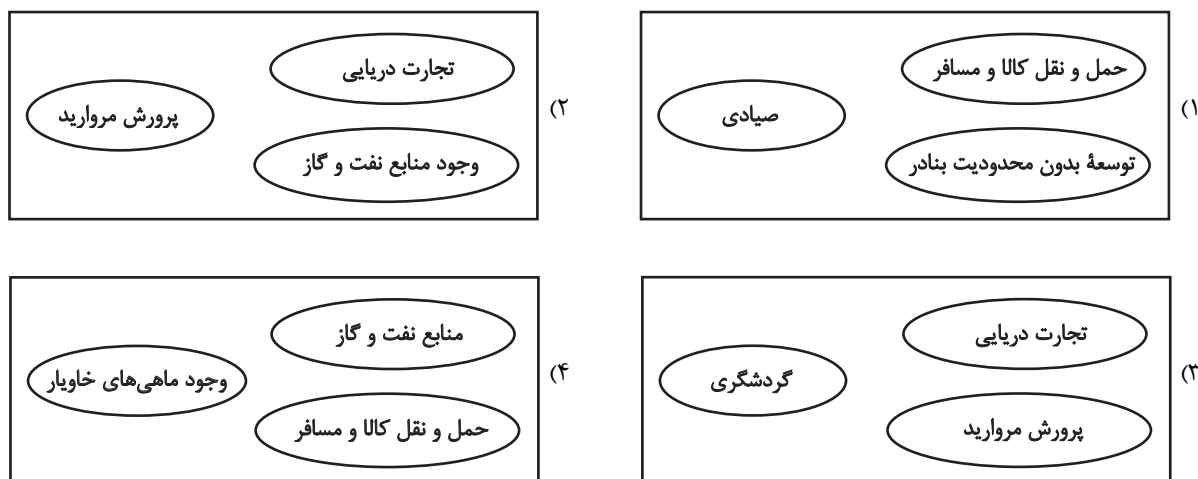 ۱)
حمل و نقل کالا و مسافر
صیادی
توسعهٔ بدون محدودیت بنادر
۲)
تجارت دریایی
پرورش مروارید
وجود منابع نفت و گاز
۳)
تجارت دریایی
گردشگری
پرورش مروارید
۴)
منابع نفت و گاز
وجود ماهی‌های خاویار
حمل و نقل کالا و مسافر